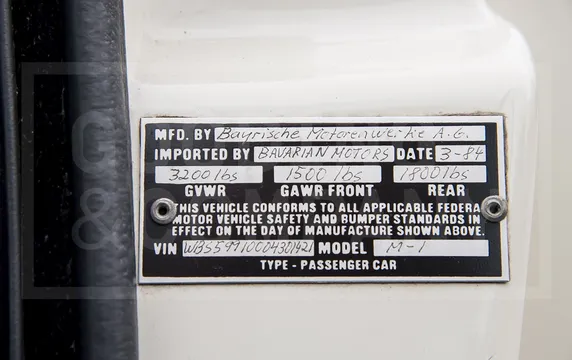 MFD. BY Bayrische Motorenwerke A.G.
IMPORTED BY BAVARIAN MOTORS DATE 3-84
3200 lbs 1500 lbs 1800 lbs
GVWR GAWR FRONT REAR
THIS VEHICLE CONFORMS TO ALL APPLICABLE FEDERA
MOTOR VEHICLE SAFETY AND BUMPER STANDARDS IN
EFFECT ON THE DAY OF MANUFACTURE SHOWN ABOVE.
VIN WBS59910004301421 MODEL M-1
TYPE - PASSENGER CAR